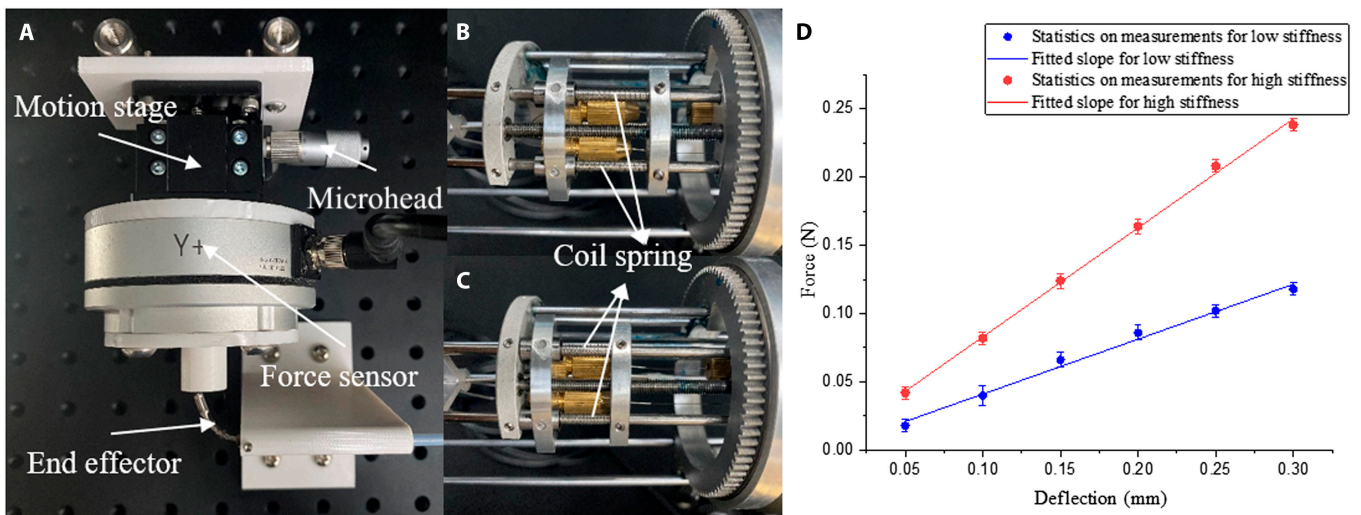 A
Motion stage
Microhead
Y+
Force sensor
End effector
B
Coil spring
C
D
Statistics on measurements for low stiffness
Fitted slope for low stiffness
Statistics on measurements for high stiffness
Fitted slope for high stiffness
Force (N)
0.25
0.20
0.15
0.10
0.05
0.00
0.05 0.10 0.15 0.20 0.25 0.30
Deflection (mm)